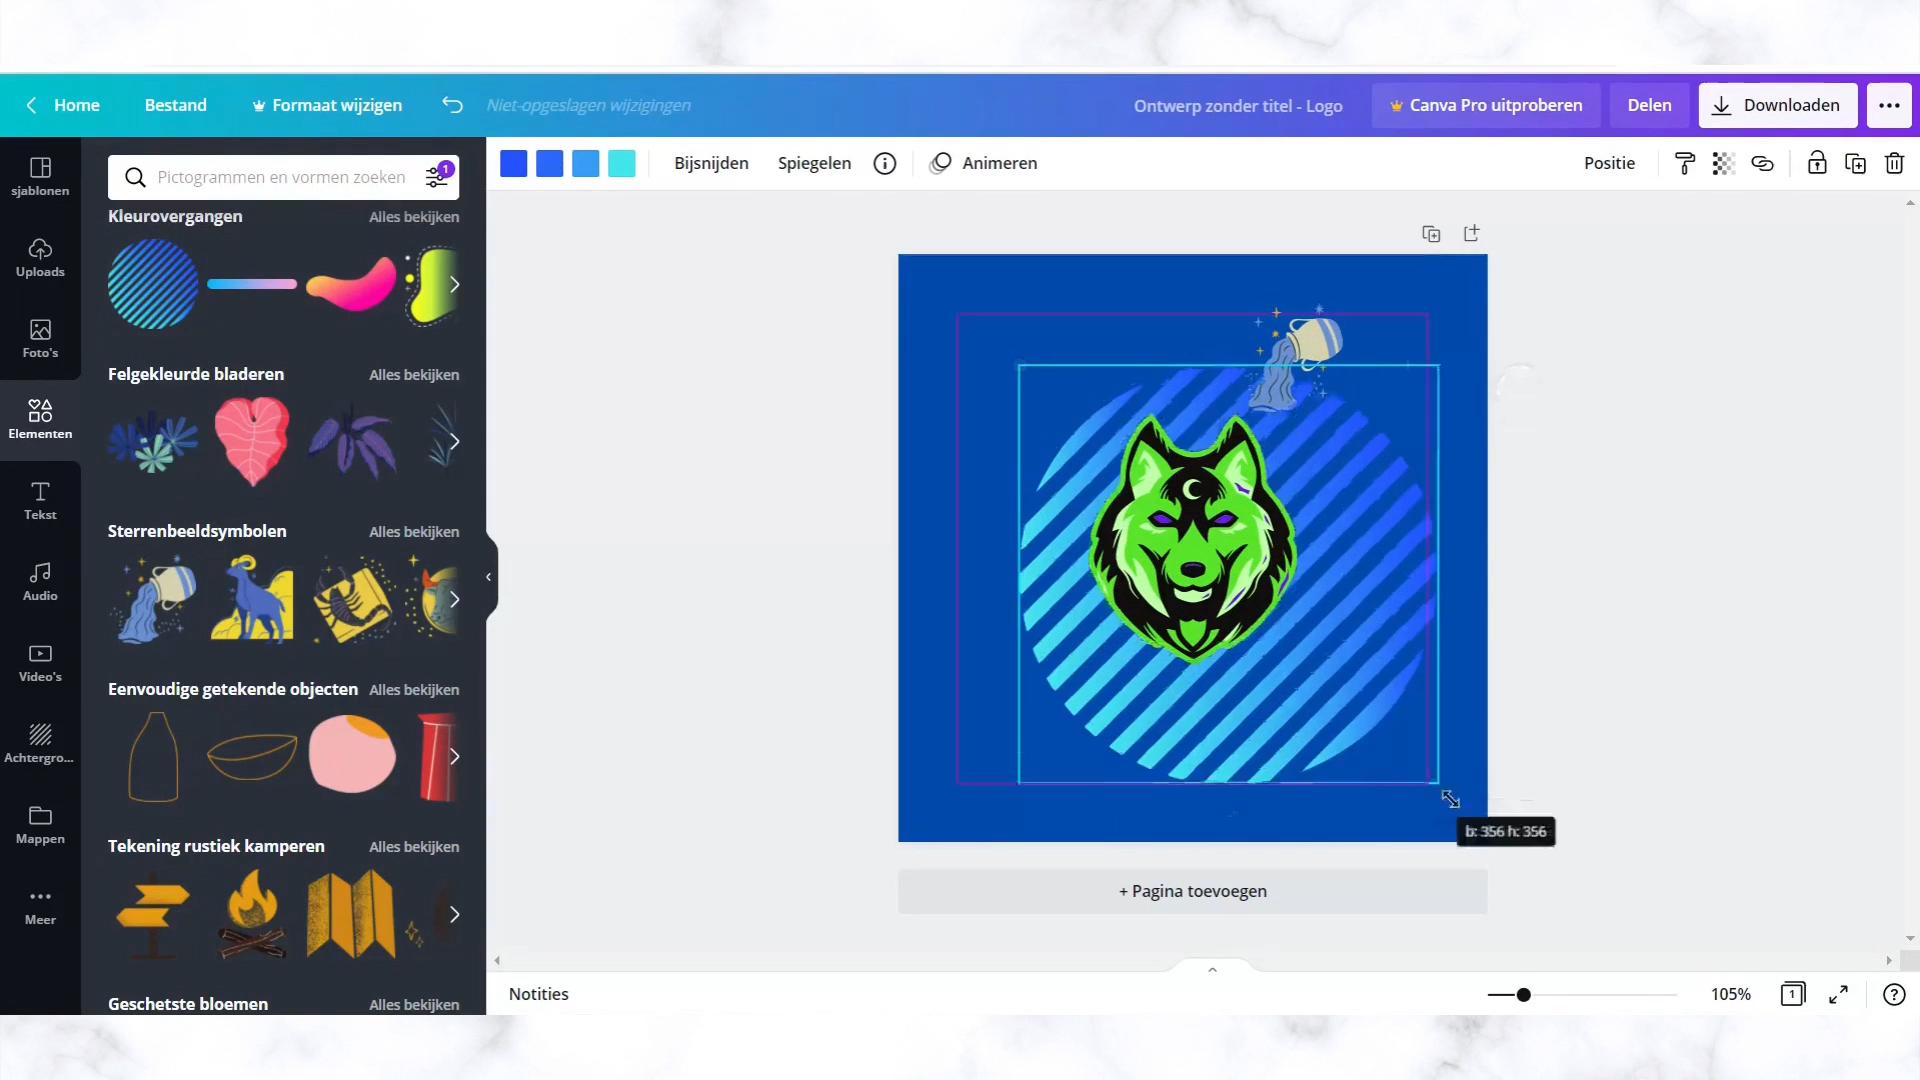 Home
Bestand
Formaat wijzigen
Niet-opgeslagen wijzigingen
Ontwerp zonder titel - Logo
Canva Pro uitproberen
Delen
Downloaden
sjablonen
Uploads
Foto's
Elementen
Tekst
Audio
Video's
Achtergro...
Mappen
Meer
Pictogrammen en vormen zoeken
1
Kleurovergangen
Alles bekijken
Felgekleurde bladeren
Alles bekijken
Sterrenbeeldsymbolen
Alles bekijken
Eenvoudige getekende objecten
Alles bekijken
Tekening rustiek kamperen
Alles bekijken
Geschetste bloemen
Alles bekijken
Bijsnijden
Spiegelen
Animeren
Positie
b: 356 h: 356
+ Pagina toevoegen
Notities
105%
1